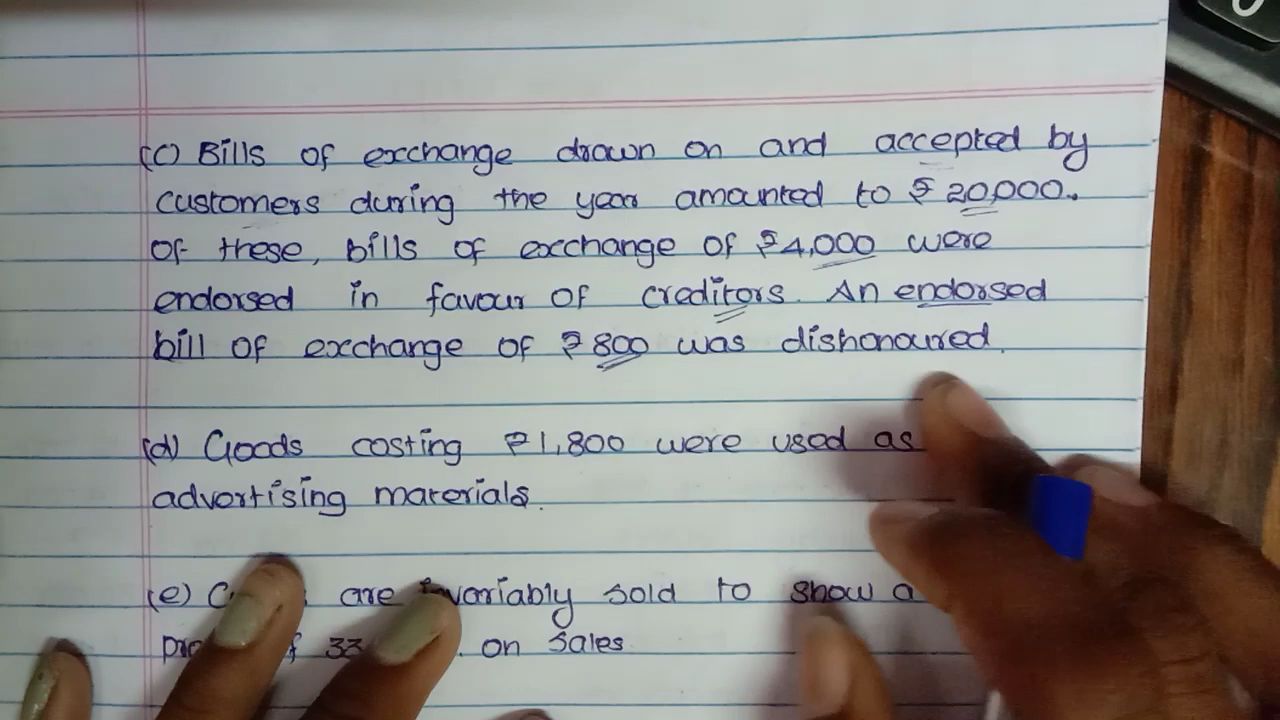 (c) Bills of exchange drawn on and accepted by
customers during the year amounted to ₹ 20,000.
Of these, bills of exchange of ₹4,000 were
endorsed in favour of creditors. An endorsed
bill of exchange of ₹800 was dishonoured.
(d) Goods costing ₹1,800 were used as
advertising materials.
(e) are invariably sold to show a
33 on sales